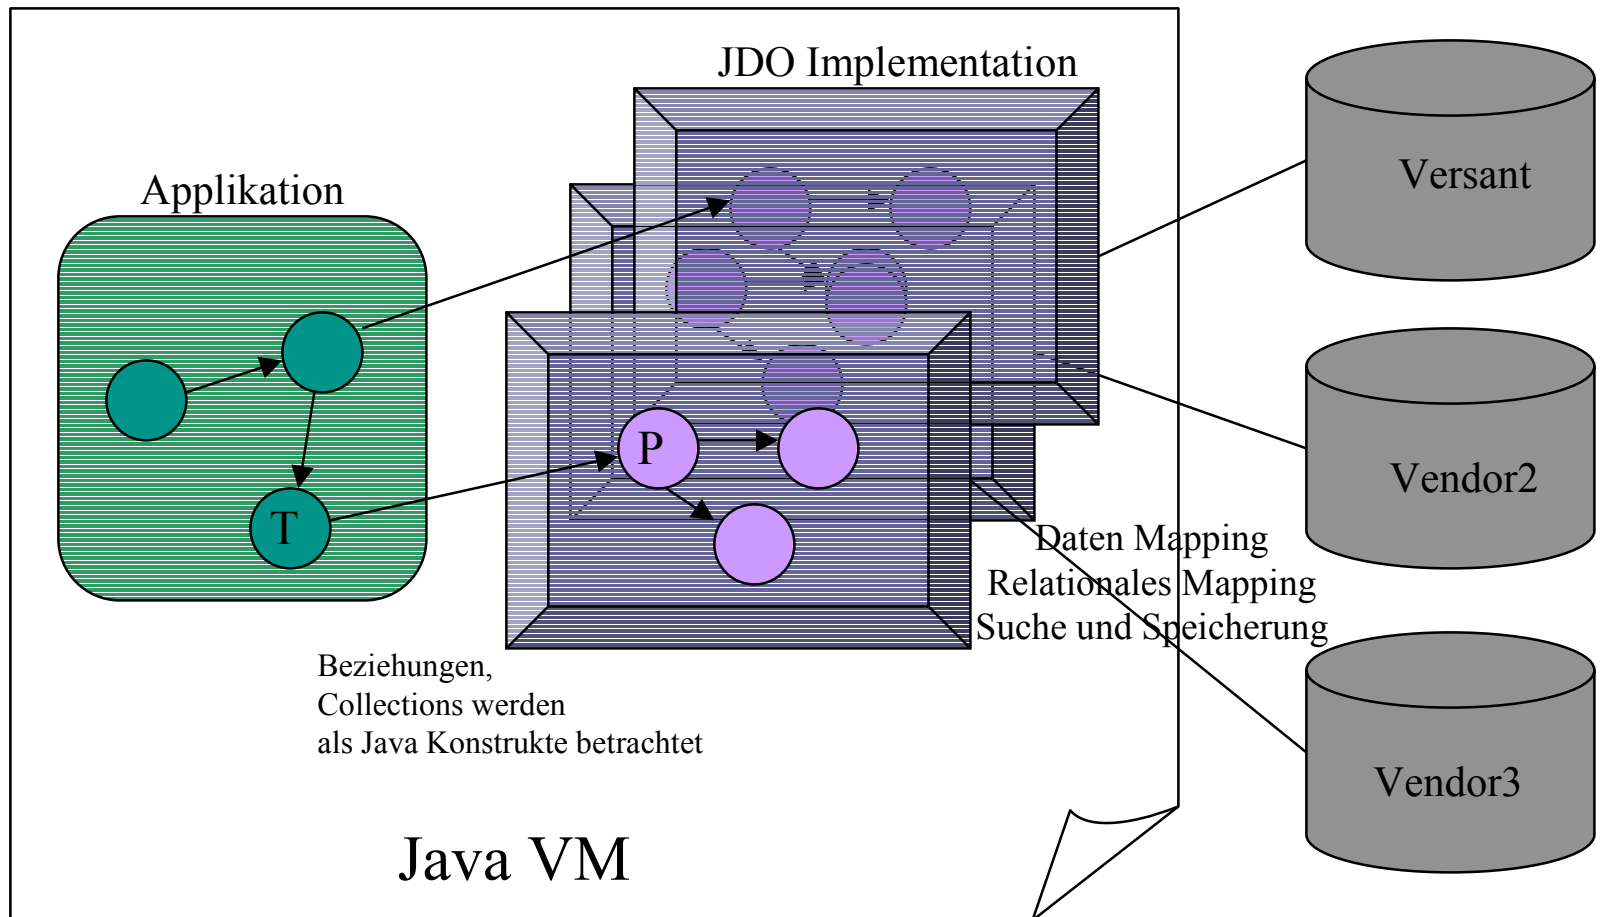 JDO Implementation
Applikation
Versant
T
P
Vendor2
Daten Mapping
Relationales Mapping
Suche und Speicherung
Beziehungen,
Collections werden
als Java Konstrukte betrachtet
Vendor3
Java VM